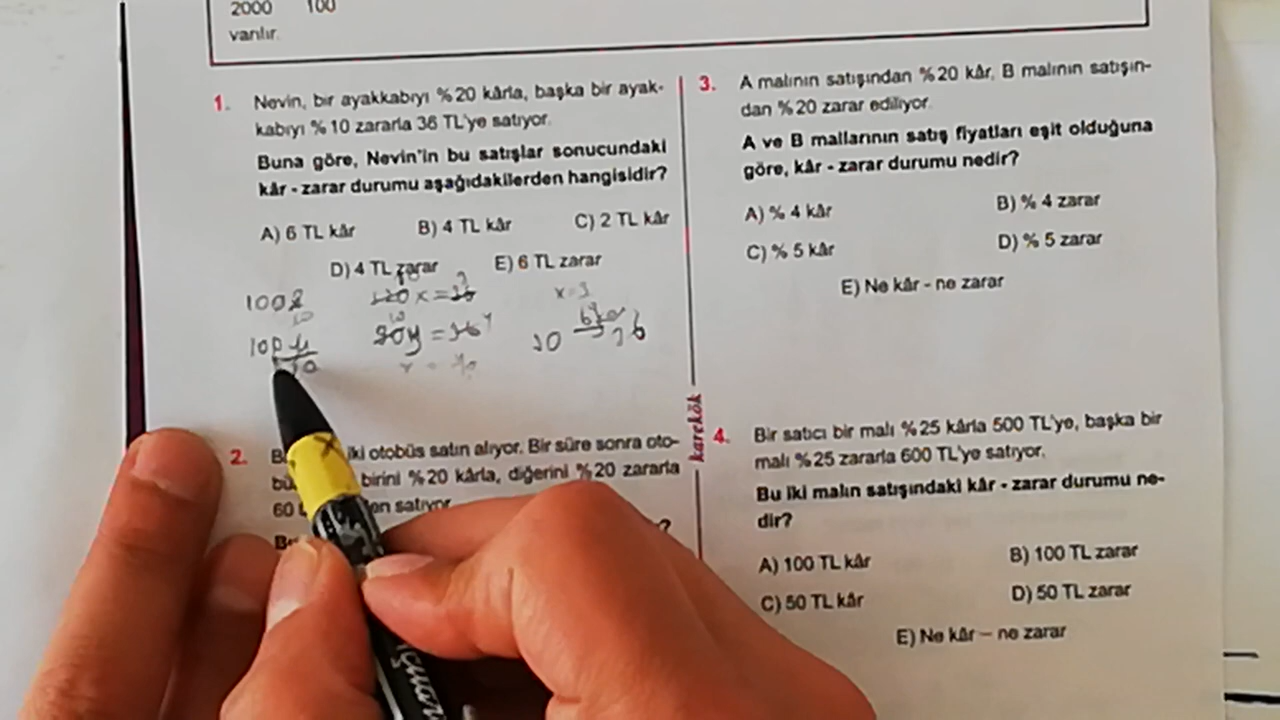 2000 100
varılır.
1. Nevin, bir ayakkabıyı %20 kârla, başka bir ayak-
kabıyı %10 zararla 36 TL'ye satıyor.
Buna göre, Nevin'in bu satışlar sonucundaki
kâr - zarar durumu aşağıdakilerden hangisidir?
A) 6 TL kâr B) 4 TL kâr C) 2 TL kâr
D) 4 TL zarar E) 6 TL zarar
120x = 36
x=3
90y = 36
2. iki otobüs satın alıyor. Bir süre sonra oto-
birini %20 kârla, diğerini %20 zararla
60 satıyor.
?
karekök
3. A malının satışından %20 kâr, B malının satışın-
dan %20 zarar ediliyor.
A ve B mallarının satış fiyatları eşit olduğuna
göre, kâr - zarar durumu nedir?
A) % 4 kâr B) % 4 zarar
C) % 5 kâr D) % 5 zarar
E) Ne kâr - ne zarar
4. Bir satıcı bir malı %25 kârla 500 TL'ye, başka bir
malı %25 zararla 600 TL'ye satıyor.
Bu iki malın satışındaki kâr - zarar durumu ne-
dir?
A) 100 TL kâr B) 100 TL zarar
C) 50 TL kâr D) 50 TL zarar
E) Ne kâr – ne zarar